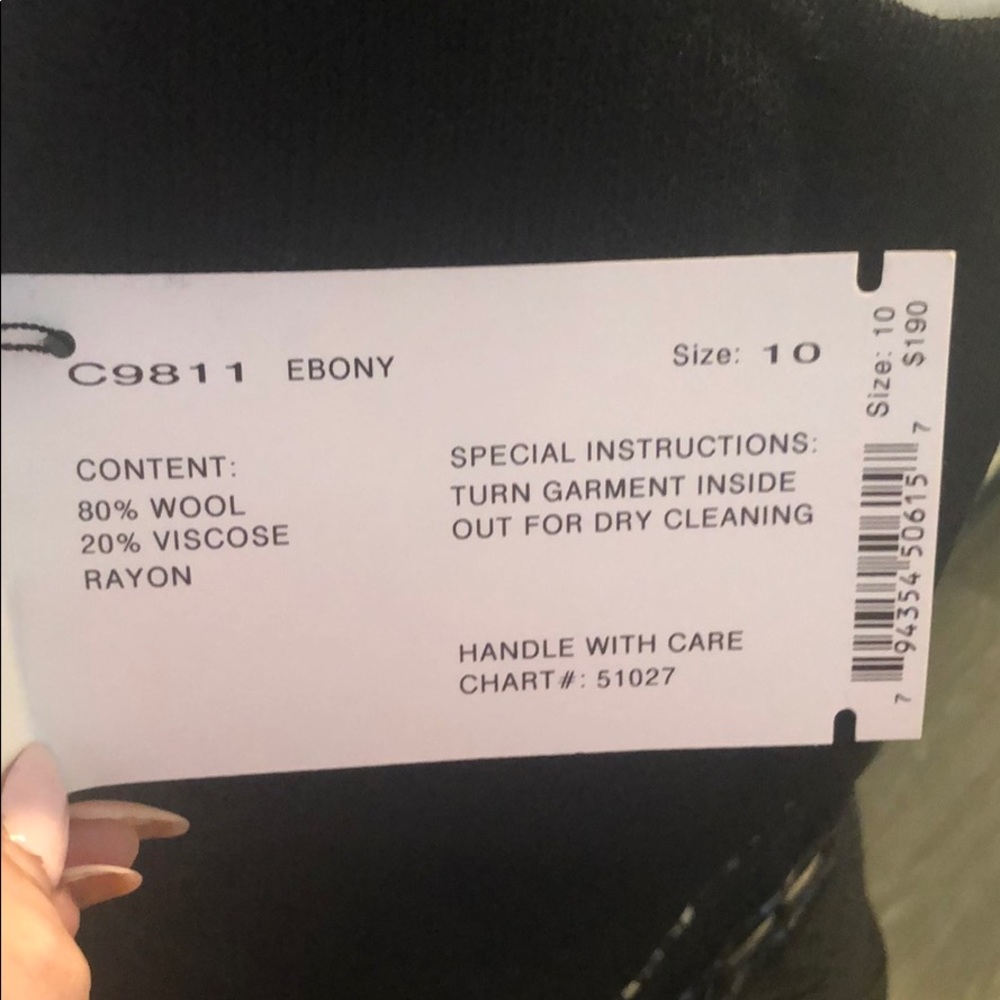 C9811 EBONY
Size: 10
CONTENT:
80% WOOL
20% VISCOSE
RAYON
SPECIAL INSTRUCTIONS:
TURN GARMENT INSIDE
OUT FOR DRY CLEANING
HANDLE WITH CARE
CHART#: 51027
Size: 10
$190
7 94354 50615 7